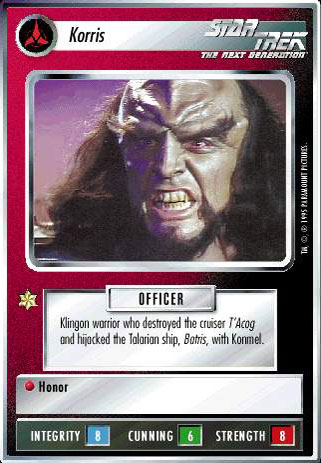 Korris
STAR TREK
THE NEXT GENERATION
TM, ©, ® 1995 PARAMOUNT PICTURES.
OFFICER
Klingon warrior who destroyed the cruiser T'Acog
and hijacked the Talarian ship, Batris, with Konmel.
Honor
INTEGRITY 8 CUNNING 6 STRENGTH 8